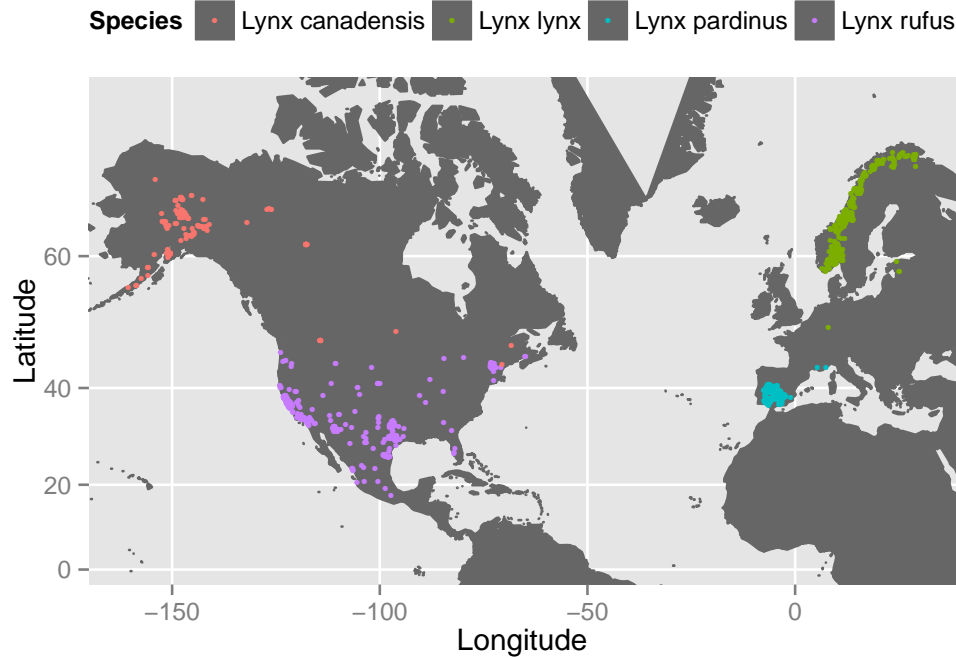 Species Lynx canadensis Lynx lynx Lynx pardinus Lynx rufus
Latitude
60
40
20
0
−150 −100 −50 0
Longitude